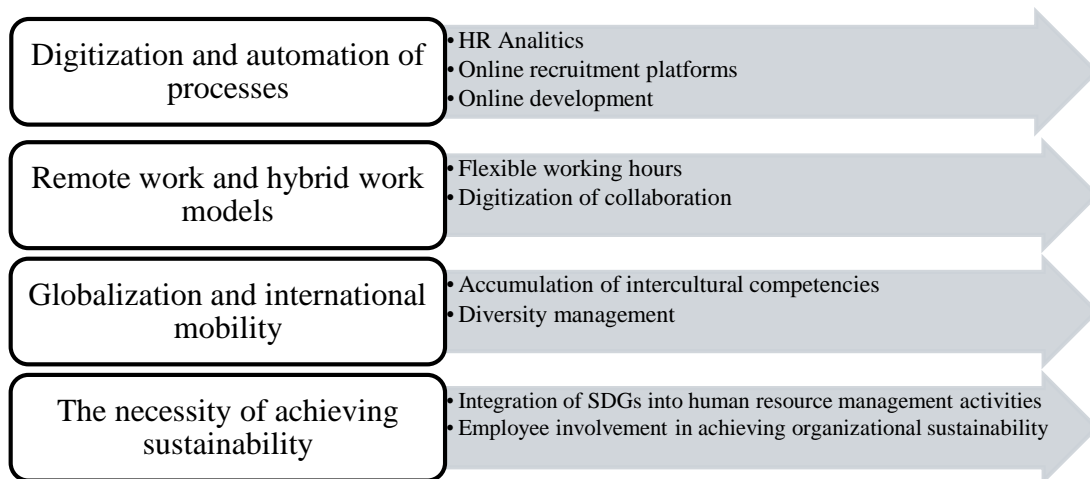 Digitization and automation of
processes
• HR Analitics
• Online recruitment platforms
• Online development
Remote work and hybrid work
models
• Flexible working hours
• Digitization of collaboration
Globalization and international
mobility
• Accumulation of intercultural competencies
• Diversity management
The necessity of achieving
sustainability
• Integration of SDGs into human resource management activities
• Employee involvement in achieving organizational sustainability